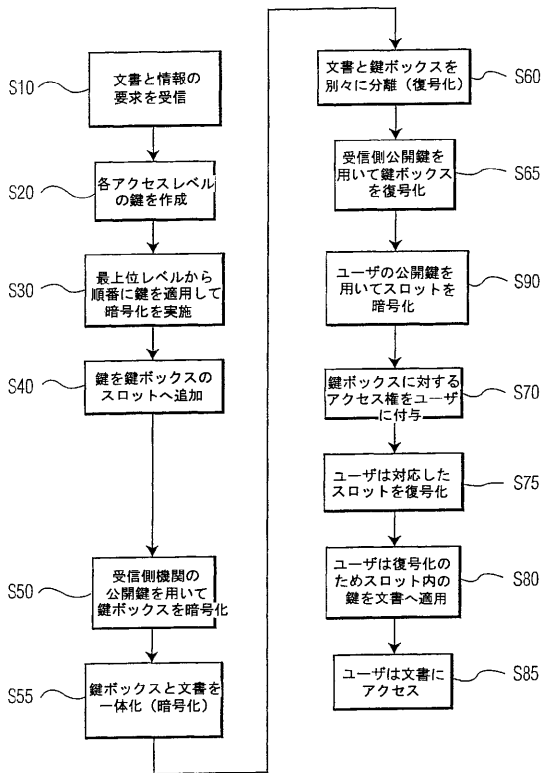 S10
文書と情報の
要求を受信
S20
各アクセスレベル
の鍵を作成
S30
最上位レベルから
順番に鍵を適用して
暗号化を実施
S40
鍵を鍵ボックスの
スロットへ追加
S50
受信側機関の
公開鍵を用いて
鍵ボックスを暗号化
S55
鍵ボックスと文書を
一体化（暗号化）
文書と鍵ボックスを
別々に分離（復号化）
S60
受信側公開鍵を
用いて鍵ボックス
を復号化
S65
ユーザの公開鍵を
用いてスロットを
暗号化
S90
鍵ボックスに対する
アクセス権をユーザ
に付与
S70
ユーザは対応した
スロットを復号化
S75
ユーザは復号化の
ためスロット内の
鍵を文書へ適用
S80
ユーザは文書に
アクセス
S85